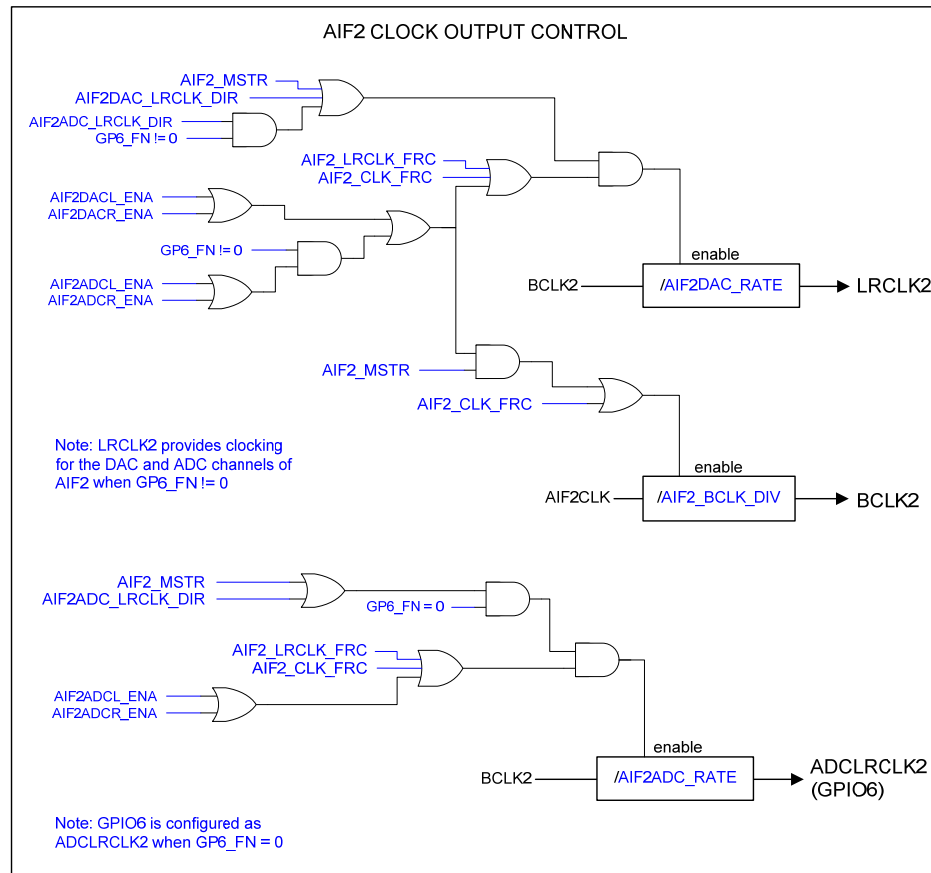 AIF2 CLOCK OUTPUT CONTROL
AIF2_MSTR
AIF2DAC_LRCLK_DIR
AIF2ADC_LRCLK_DIR
GP6_FN != 0
AIF2_LRCLK_FRC
AIF2_CLK_FRC
AIF2DACL_ENA
AIF2DACR_ENA
GP6_FN != 0
AIF2ADCL_ENA
AIF2ADCR_ENA
enable
BCLK2
/AIF2DAC_RATE
LRCLK2
AIF2_MSTR
AIF2_CLK_FRC
Note: LRCLK2 provides clocking
for the DAC and ADC channels of
AIF2 when GP6_FN != 0
enable
AIF2CLK
/AIF2_BCLK_DIV
BCLK2
AIF2_MSTR
AIF2ADC_LRCLK_DIR
GP6_FN = 0
AIF2_LRCLK_FRC
AIF2_CLK_FRC
AIF2ADCL_ENA
AIF2ADCR_ENA
enable
BCLK2
/AIF2ADC_RATE
ADCLRCLK2
(GPIO6)
Note: GPIO6 is configured as
ADCLRCLK2 when GP6_FN = 0